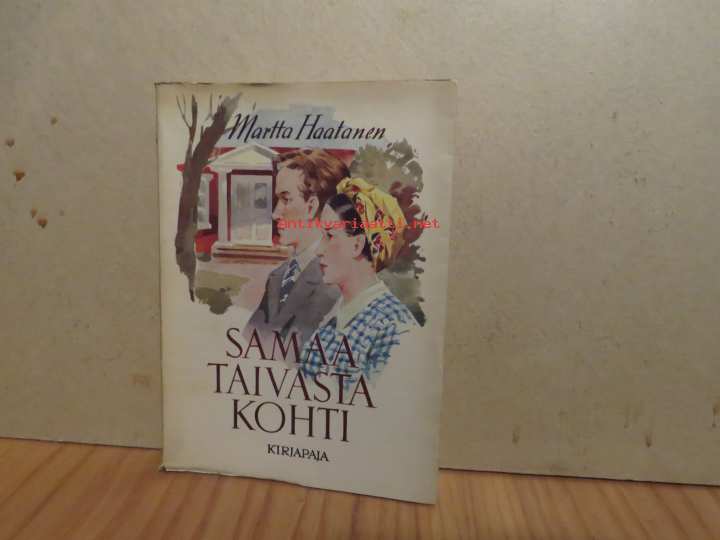 Martta Haatanen
Antikvariaatti.net
SAMAA
TAIVASTA
KOHTI
KIRJAPAJA